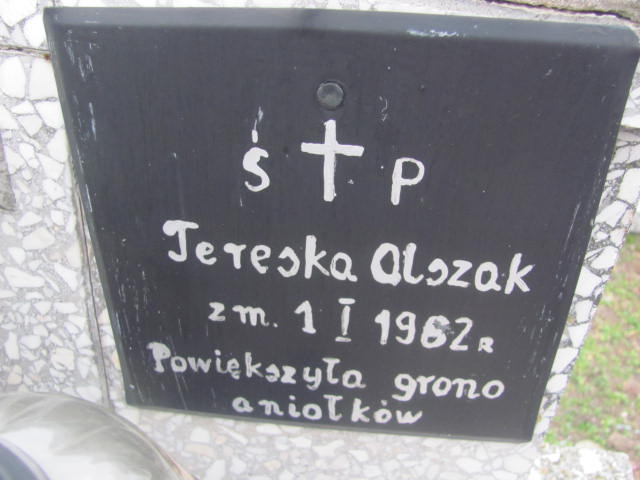 Ś P
Tereska Olszak
zm. 1 I 1962 R
Powiększyła grono
aniołków